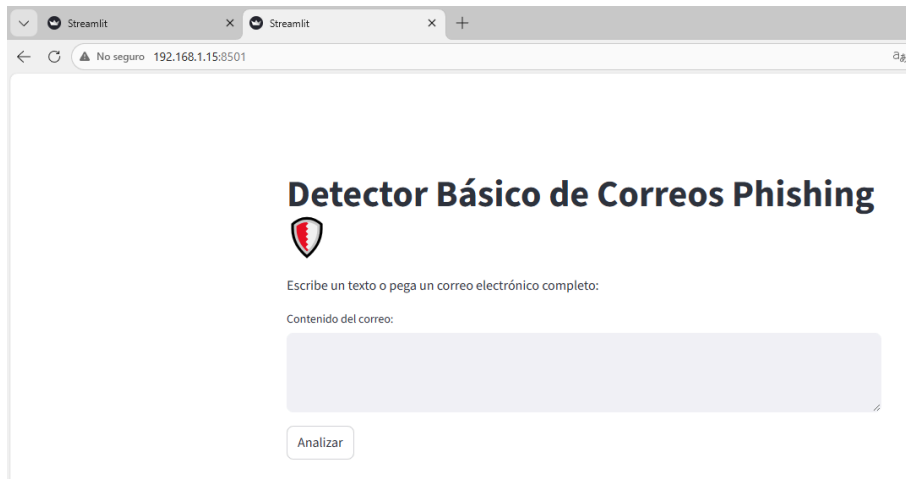 Streamlit
Streamlit
No seguro 192.168.1.15:8501
Detector Básico de Correos Phishing
Escribe un texto o pega un correo electrónico completo:
Contenido del correo:
Analizar